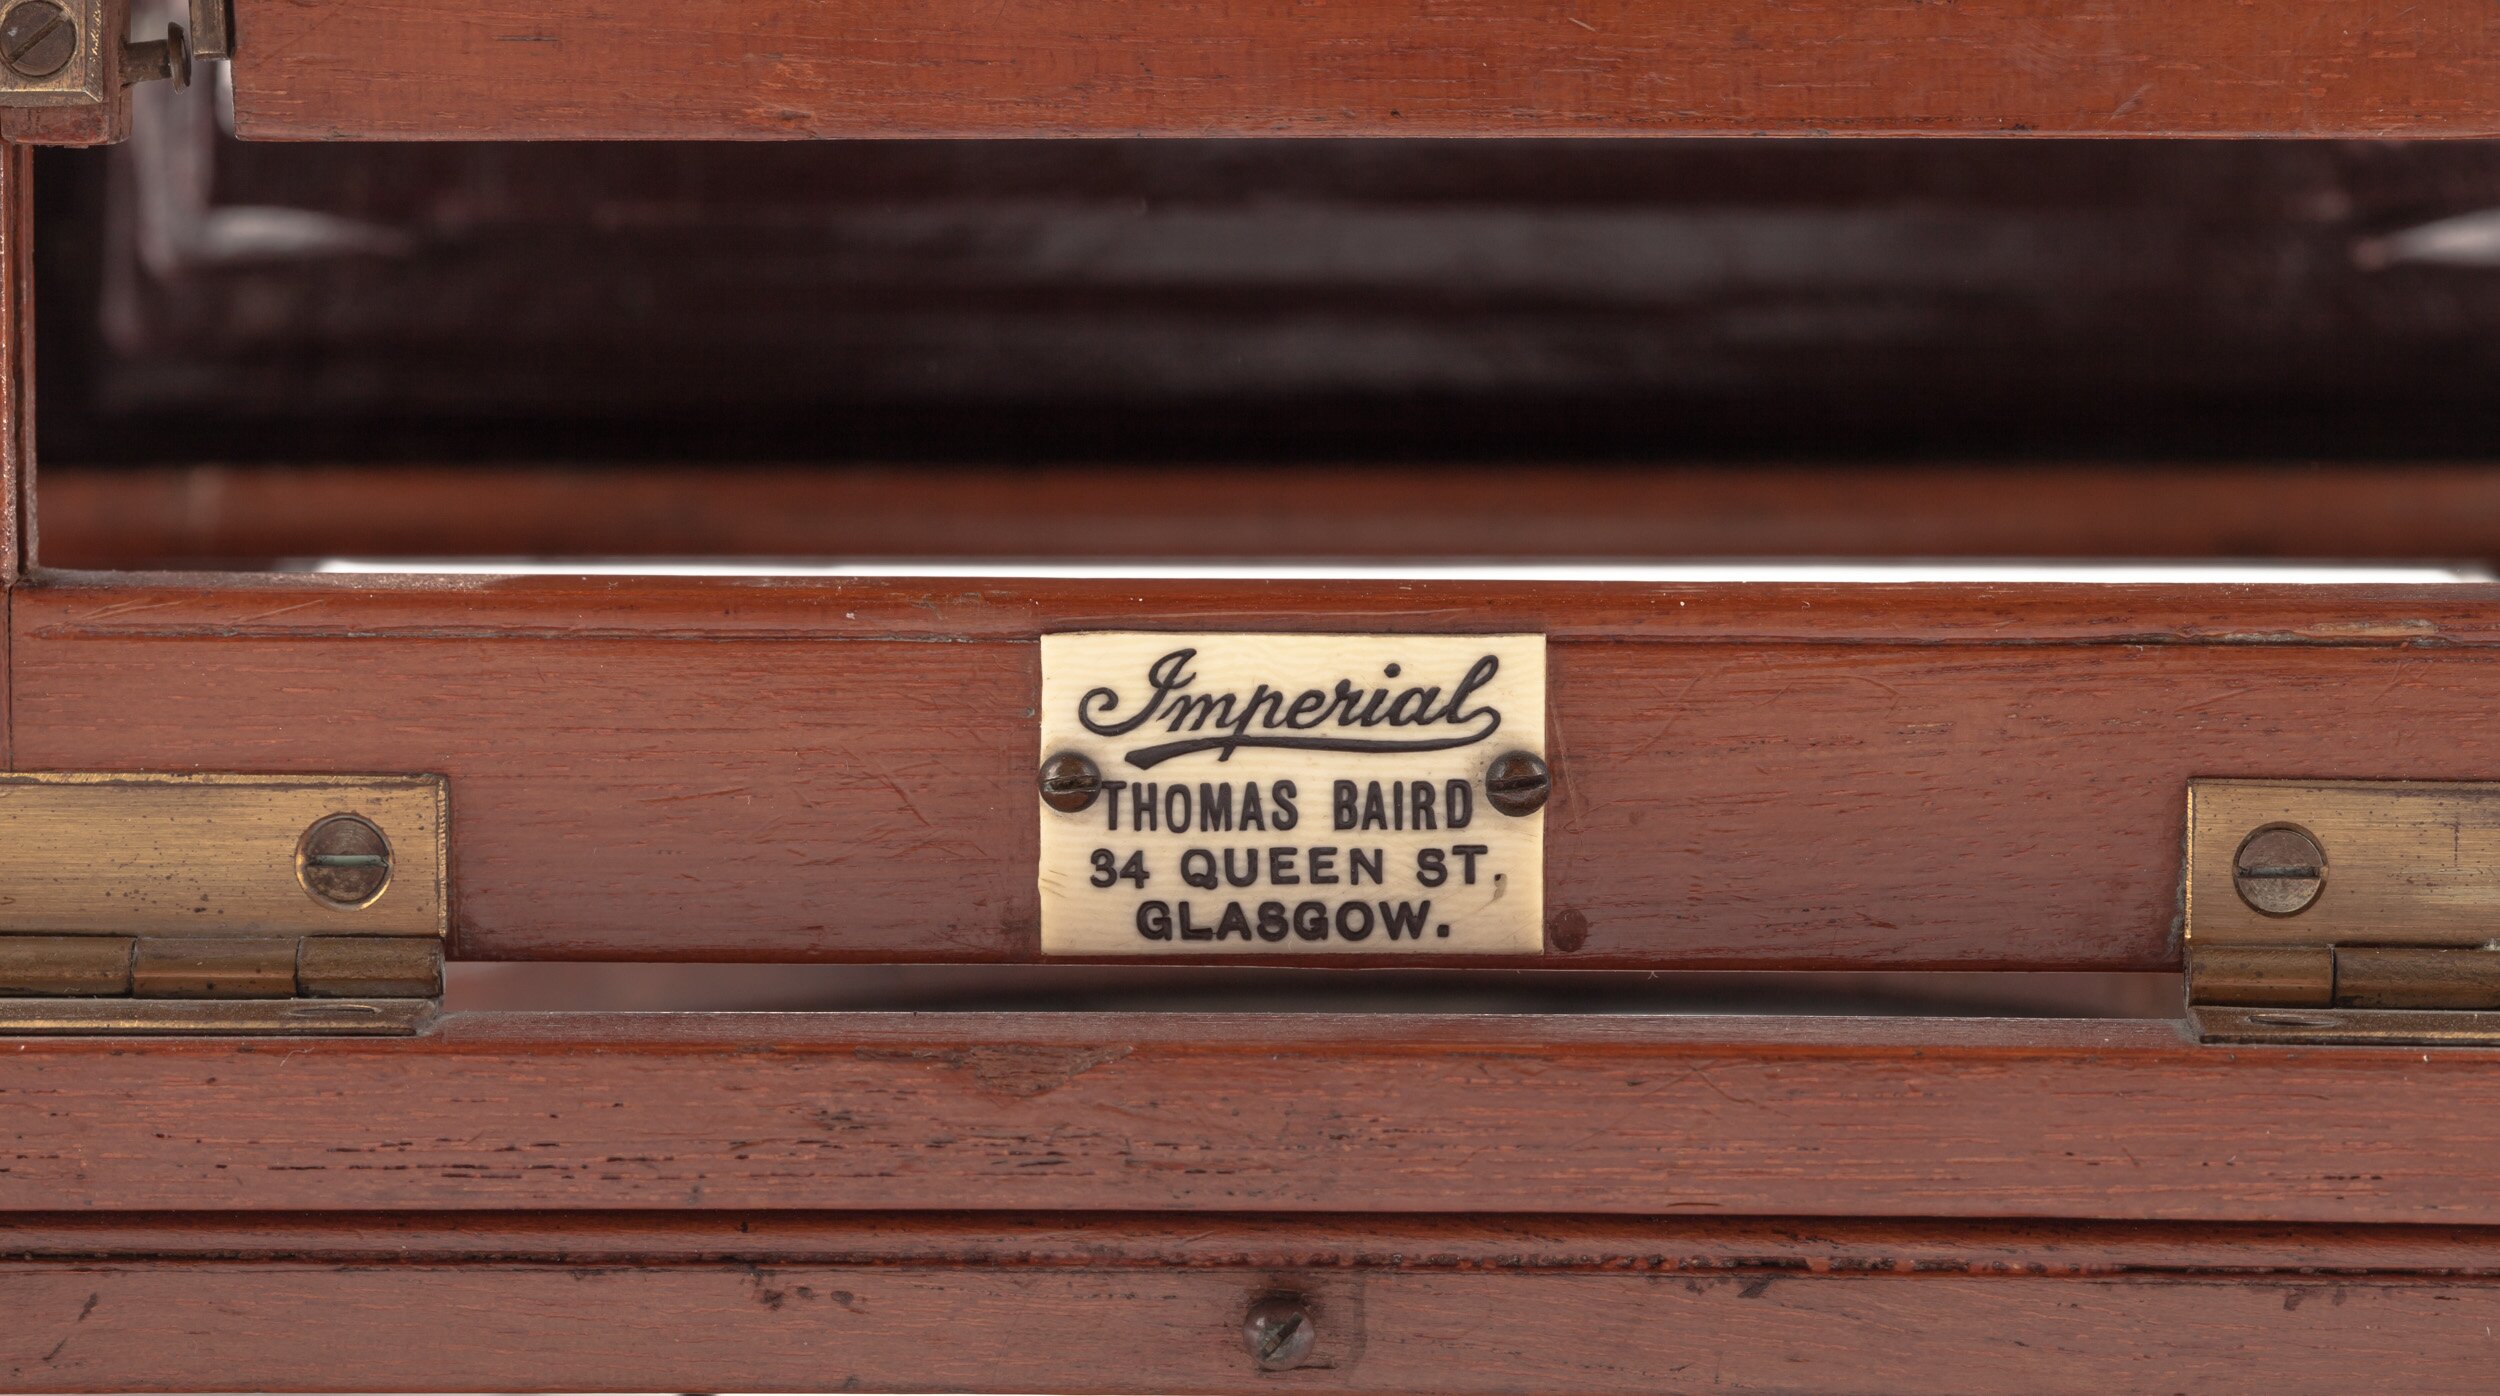 Imperial
THOMAS BAIRD
34 QUEEN ST,
GLASGOW.